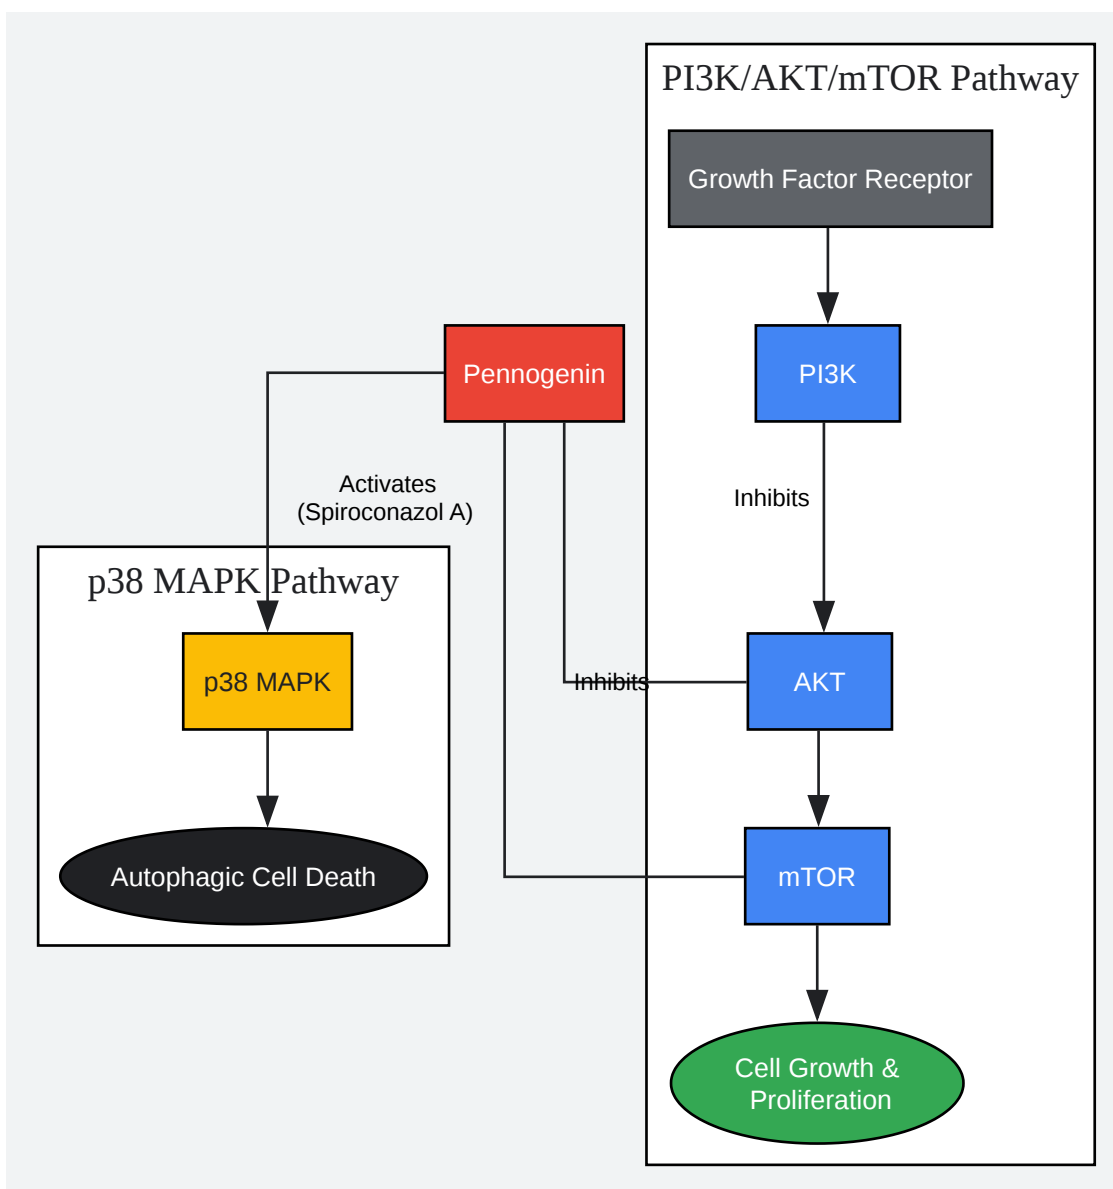 PI3K/AKT/mTOR Pathway
Growth Factor Receptor
Pennogenin
PI3K
Activates
(Spiroconazol A)
Inhibits
p38 MAPK Pathway
p38 MAPK
Inhibits
AKT
Autophagic Cell Death
mTOR
Cell Growth &
Proliferation